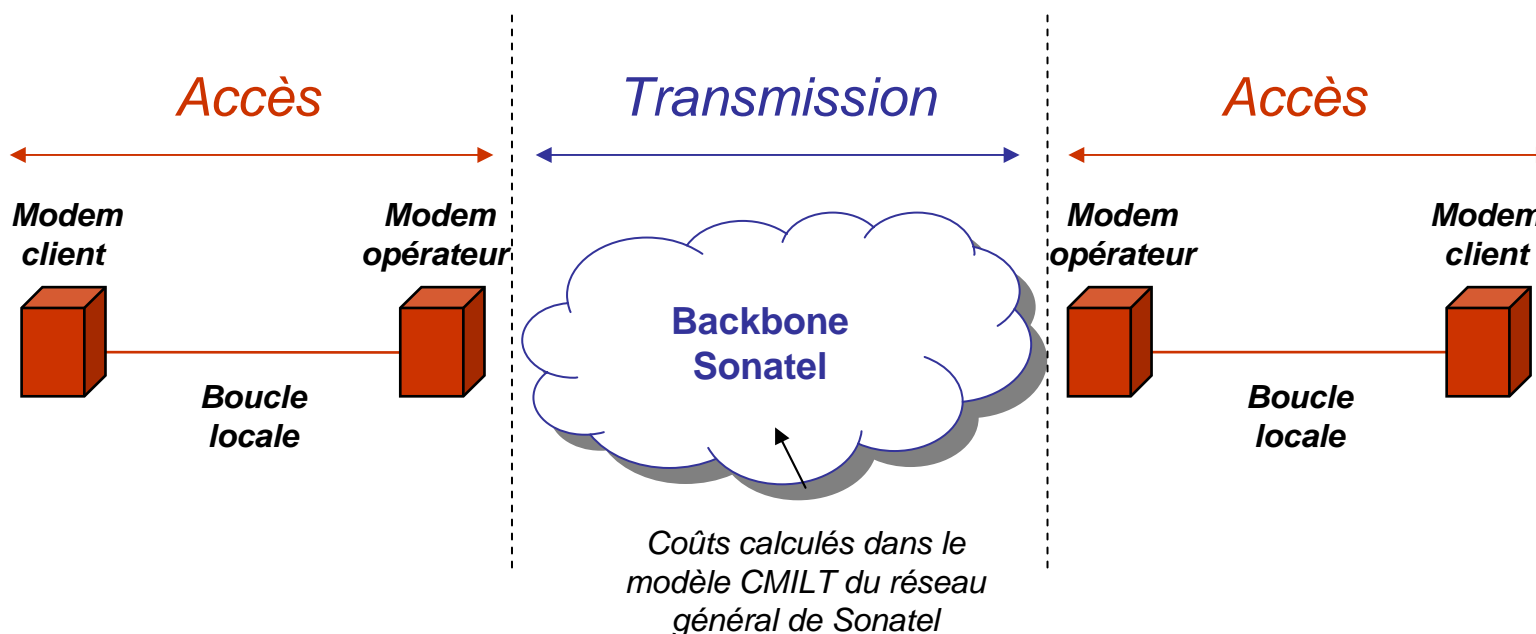 Accès
Transmission
Accès
Modem
client
Modem
opérateur
Modem
opérateur
Modem
client
Backbone
Sonatel
Boucle
locale
Boucle
locale
Coûts calculés dans le
modèle CMILT du réseau
général de Sonatel